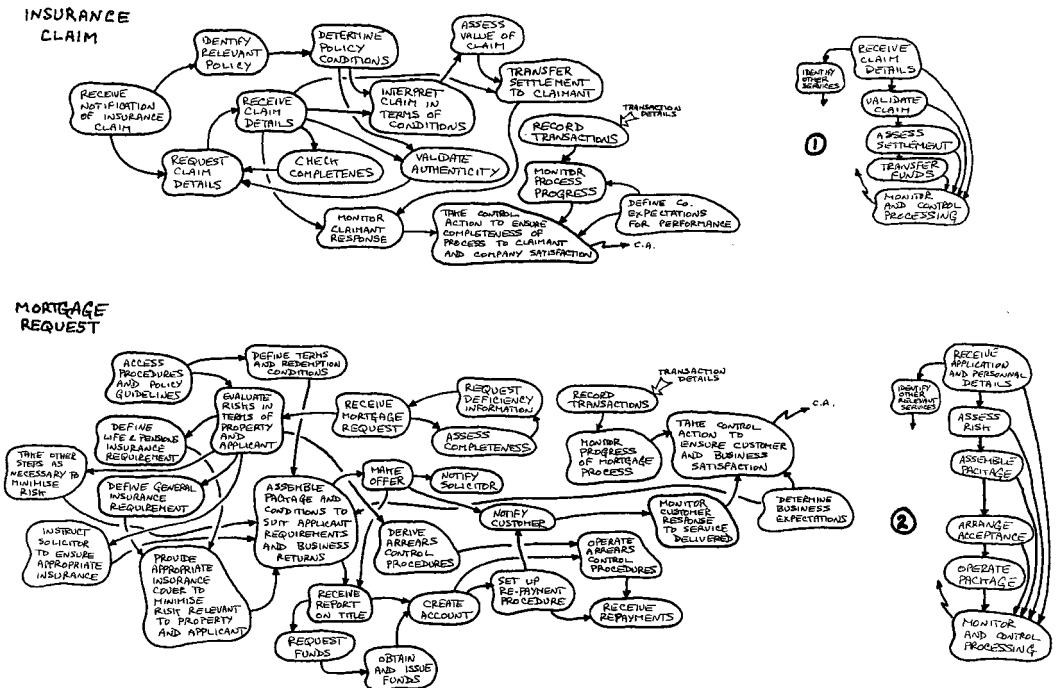 INSURANCE
CLAIM
RECEIVE
NOTIFICATION
OF INSURANCE
CLAIM
IDENTIFY
RELEVANT
POLICY
DETERMINE
POLICY
CONDITIONS
ASSESS
VALUE OF
CLAIM
RECEIVE
CLAIM
DETAILS
INTERPRET
CLAIM IN
TERMS OF
CONDITIONS
TRANSFER
SETTLEMENT
TO CLAIMANT
REQUEST
CLAIM
DETAILS
CHECK
COMPLETENES
VALIDATE
AUTHENTICITY
TRANSACTION
DETAILS
RECORD
TRANSACTIONS
MONITOR
PROCESS
PROGRESS
MONITOR
CLAIMANT
RESPONSE
TAKE CONTROL
ACTION TO ENSURE
COMPLETENESS OF
PROCESS TO CLAIMANT
AND COMPANY SATISFACTION
DEFINE CO.
EXPECTATIONS
FOR PERFORMANCE
C.A.
1
RECEIVE
CLAIM
DETAILS
IDENTIFY
OTHER
SERVICES
VALIDATE
CLAIM
ASSESS
SETTLEMENT
TRANSFER
FUNDS
MONITOR
AND CONTROL
PROCESSING
MORTGAGE
REQUEST
ACCESS
PROCEDURES
AND POLICY
GUIDELINES
DEFINE TERMS
AND REDEMPTION
CONDITIONS
EVALUATE
RISKS IN
TERMS OF
PROPERTY
AND
APPLICANT
RECEIVE
MORTGAGE
REQUEST
REQUEST
DEFICIENCY
INFORMATION
ASSESS
COMPLETENESS
TRANSACTION
DETAILS
RECORD
TRANSACTIONS
MONITOR
PROGRESS
OF MORTGAGE
PROCESS
TAKE CONTROL
ACTION TO
ENSURE CUSTOMER
AND BUSINESS
SATISFACTION
C.A.
DEFINE
LIFE & PENSIONS
INSURANCE
REQUIREMENT
TAKE OTHER
STEPS AS
NECESSARY TO
MINIMISE
RISK
DEFINE GENERAL
INSURANCE
REQUIREMENT
INSTRUCT
SOLICITOR
TO ENSURE
APPROPRIATE
INSURANCE
PROVIDE
APPROPRIATE
INSURANCE
COVER TO
MINIMISE
RISK RELEVANT
TO PROPERTY
AND APPLICANT
ASSEMBLE
PACKAGE AND
CONDITIONS TO
SUIT APPLICANT
REQUIREMENTS
AND BUSINESS
RETURNS
MAKE
OFFER
NOTIFY
SOLICITOR
NOTIFY
CUSTOMER
DERIVE
ARREARS
CONTROL
PROCEDURES
MONITOR
CUSTOMER
RESPONSE
TO SERVICE
DELIVERED
DETERMINE
BUSINESS
EXPECTATIONS
OPERATE
ARREARS
CONTROL
PROCEDURES
RECEIVE
REPORT
ON TITLE
CREATE
ACCOUNT
SET UP
RE-PAYMENT
PROCEDURE
RECEIVE
REPAYMENTS
REQUEST
FUNDS
OBTAIN
AND ISSUE
FUNDS
2
RECEIVE
APPLICATION
AND PERSONNAL
DETAILS
IDENTIFY
OTHER
RELEVANT
SERVICES
ASSESS
RISK
ASSEMBLE
PACKAGE
ARRANGE
ACCEPTANCE
OPERATE
PACKAGE
MONITOR
AND CONTROL
PROCESSING